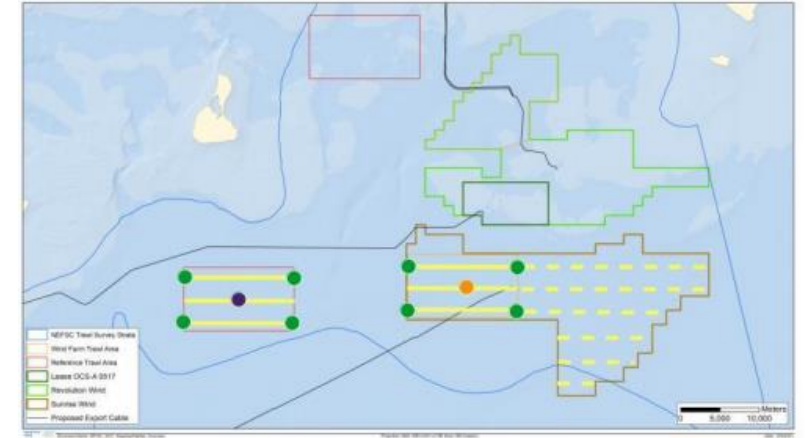 NEFSC Trawl Survey Strata
Wind Farm Trawl Area
Reference Trawl Area
Lease OCS-A 0517
Revolution Wind
Sunrise Wind
Proposed Export Cable
Meters
0 5,000 10,000